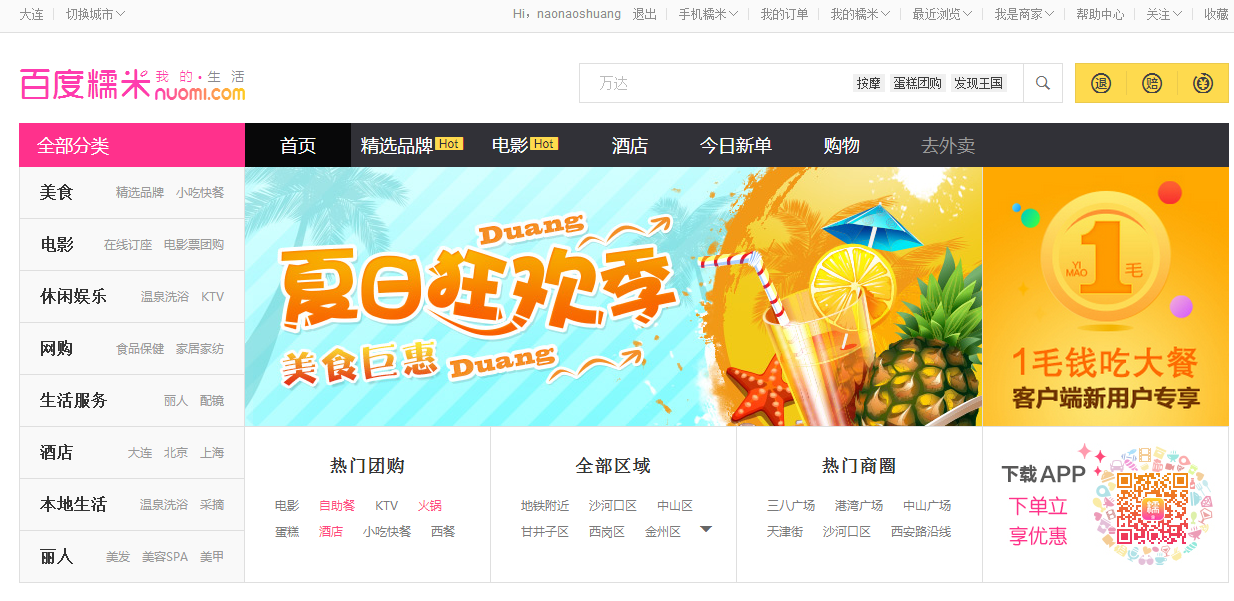 大连 切换城市
Hi，naonaoshuang 退出 手机糯米 我的订单 我的糯米 最近浏览 我是商家 帮助中心 关注 收藏
百度糯米 我的·生活
nuomi.com
万达 按摩 蛋糕团购 发现王国
退 赔
全部分类 首页 精选品牌 Hot 电影 Hot 酒店 今日新单 购物 去外卖
美食 精选品牌 小吃快餐
电影 在线订座 电影票团购
休闲娱乐 温泉洗浴 KTV
网购 食品保健 家居家纺
生活服务 丽人 配镜
酒店 大连 北京 上海
本地生活 温泉洗浴 采摘
丽人 美发 美容SPA 美甲
Duang
夏日狂欢季
美食巨惠 Duang
1
YI
MAO
毛
1毛钱吃大餐
客户端新用户专享
热门团购
电影 自助餐 KTV 火锅
蛋糕 酒店 小吃快餐 西餐
全部区域
地铁附近 沙河口区 中山区
甘井子区 西岗区 金州区
热门商圈
三八广场 港湾广场 中山广场
天津街 沙河口区 西安路沿线
下载APP
下单立
享优惠
糯